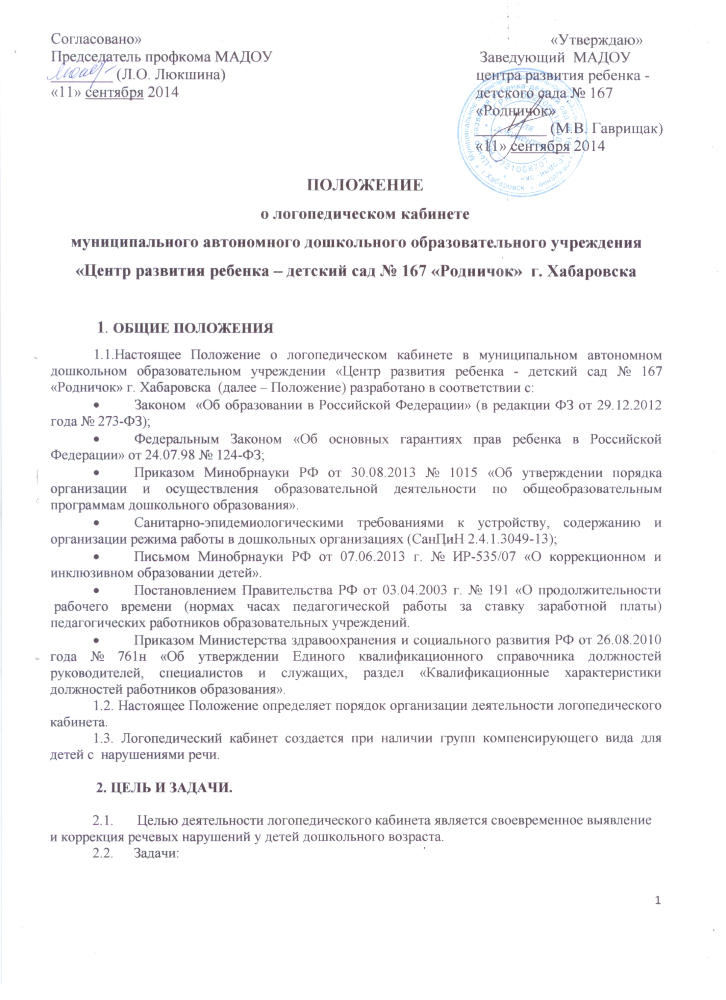 Согласовано»
Председатель профкома МАДОУ
__________ (Л.О. Люкшина)
«11» сентября 2014
«Утверждаю»
Заведующий МАДОУ
центра развития ребенка -
детского сада № 167
«Родничок»
__________ (М.В. Гаврищак)
«11» сентября 2014
Для
документов
2721068707
г. Хабаровск
ПОЛОЖЕНИЕ
о логопедическом кабинете
муниципального автономного дошкольного образовательного учреждения
«Центр развития ребенка – детский сад № 167 «Родничок» г. Хабаровска
1. ОБЩИЕ ПОЛОЖЕНИЯ
1.1.Настоящее Положение о логопедическом кабинете в муниципальном автономном
дошкольном образовательном учреждении «Центр развития ребенка - детский сад № 167
«Родничок» г. Хабаровска (далее – Положение) разработано в соответствии с:
• Законом «Об образовании в Российской Федерации» (в редакции ФЗ от 29.12.2012
года № 273-ФЗ);
• Федеральным Законом «Об основных гарантиях прав ребенка в Российской
Федерации» от 24.07.98 № 124-ФЗ;
• Приказом Минобрнауки РФ от 30.08.2013 № 1015 «Об утверждении порядка
организации и осуществления образовательной деятельности по общеобразовательным
программам дошкольного образования».
• Санитарно-эпидемиологическими требованиями к устройству, содержанию и
организации режима работы в дошкольных организациях (СанПиН 2.4.1.3049-13);
• Письмом Минобрнауки РФ от 07.06.2013 г. № ИР-535/07 «О коррекционном и
инклюзивном образовании детей».
• Постановлением Правительства РФ от 03.04.2003 г. № 191 «О продолжительности
рабочего времени (нормах часах педагогической работы за ставку заработной платы)
педагогических работников образовательных учреждений.
• Приказом Министерства здравоохранения и социального развития РФ от 26.08.2010
года № 761н «Об утверждении Единого квалификационного справочника должностей
руководителей, специалистов и служащих, раздел «Квалификационные характеристики
должностей работников образования».
1.2. Настоящее Положение определяет порядок организации деятельности логопедического
кабинета.
1.3. Логопедический кабинет создается при наличии групп компенсирующего вида для
детей с нарушениями речи.
2. ЦЕЛЬ И ЗАДАЧИ.
2.1. Целью деятельности логопедического кабинета является своевременное выявление
и коррекция речевых нарушений у детей дошкольного возраста.
2.2. Задачи:
1